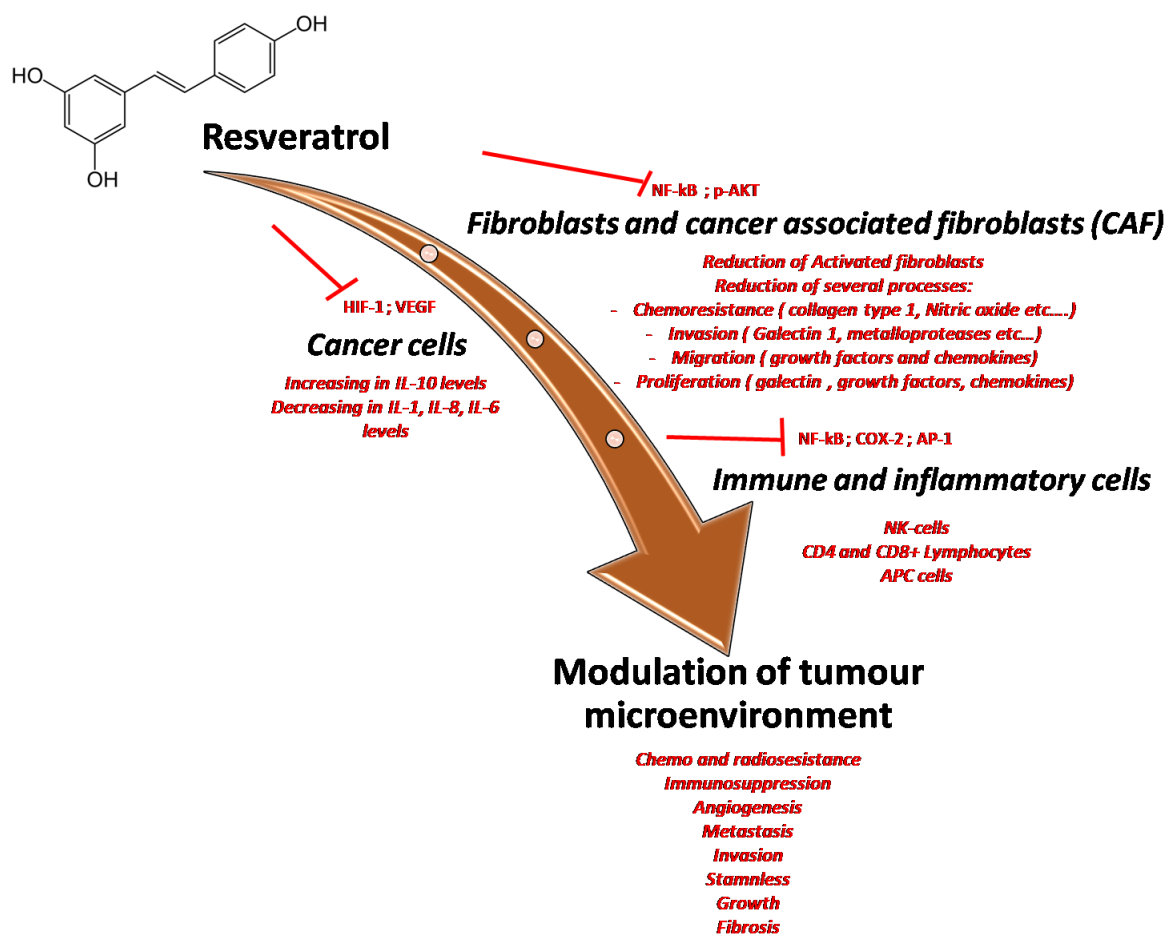 OH
HO
OH
Resveratrol
NF-kB ; p-AKT
Fibroblasts and cancer associated fibroblasts (CAF)
Reduction of Activated fibroblasts
Reduction of several processes:
- Chemoresistance ( collagen type 1, Nitric oxide etc....)
- Invasion ( Galectin 1, metalloproteases etc...)
- Migration ( growth factors and chemokines)
- Proliferation ( galectin , growth factors, chemokines)
HIF-1 ; VEGF
Cancer cells
Increasing in IL-10 levels
Decreasing in IL-1, IL-8, IL-6
levels
NF-kB ; COX-2 ; AP-1
Immune and inflammatory cells
NK-cells
CD4 and CD8+ Lymphocytes
APC cells
Modulation of tumour
microenvironment
Chemo and radiosesistance
Immunosuppression
Angiogenesis
Metastasis
Invasion
Stamnless
Growth
Fibrosis